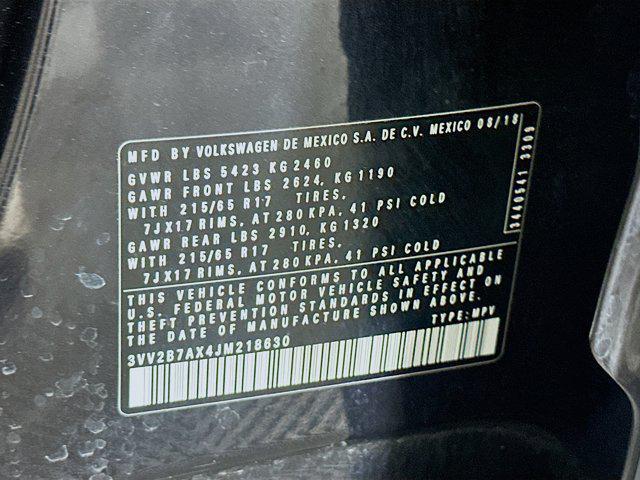 MFD BY VOLKSWAGEN DE MEXICO S.A. DE C.V. MEXICO 08/18
GVWR LBS 5423 KG 2460
GAWR FRONT LBS 2624, KG 1190
WITH 215/65 R17 TIRES,
7JX17 RIMS, AT 280 KPA, 41 PSI COLD
GAWR REAR LBS 2910, KG 1320
WITH 215/65 R17 TIRES,
7JX17 RIMS, AT 280 KPA, 41 PSI COLD
THIS VEHICLE CONFORMS TO ALL APPLICABLE
U.S. FEDERAL MOTOR VEHICLE SAFETY AND
THEFT PREVENTION STANDARDS IN EFFECT ON
THE DATE OF MANUFACTURE SHOWN ABOVE.
3VV2B7AX4JM218630 TYPE: MPV
3440541 3309